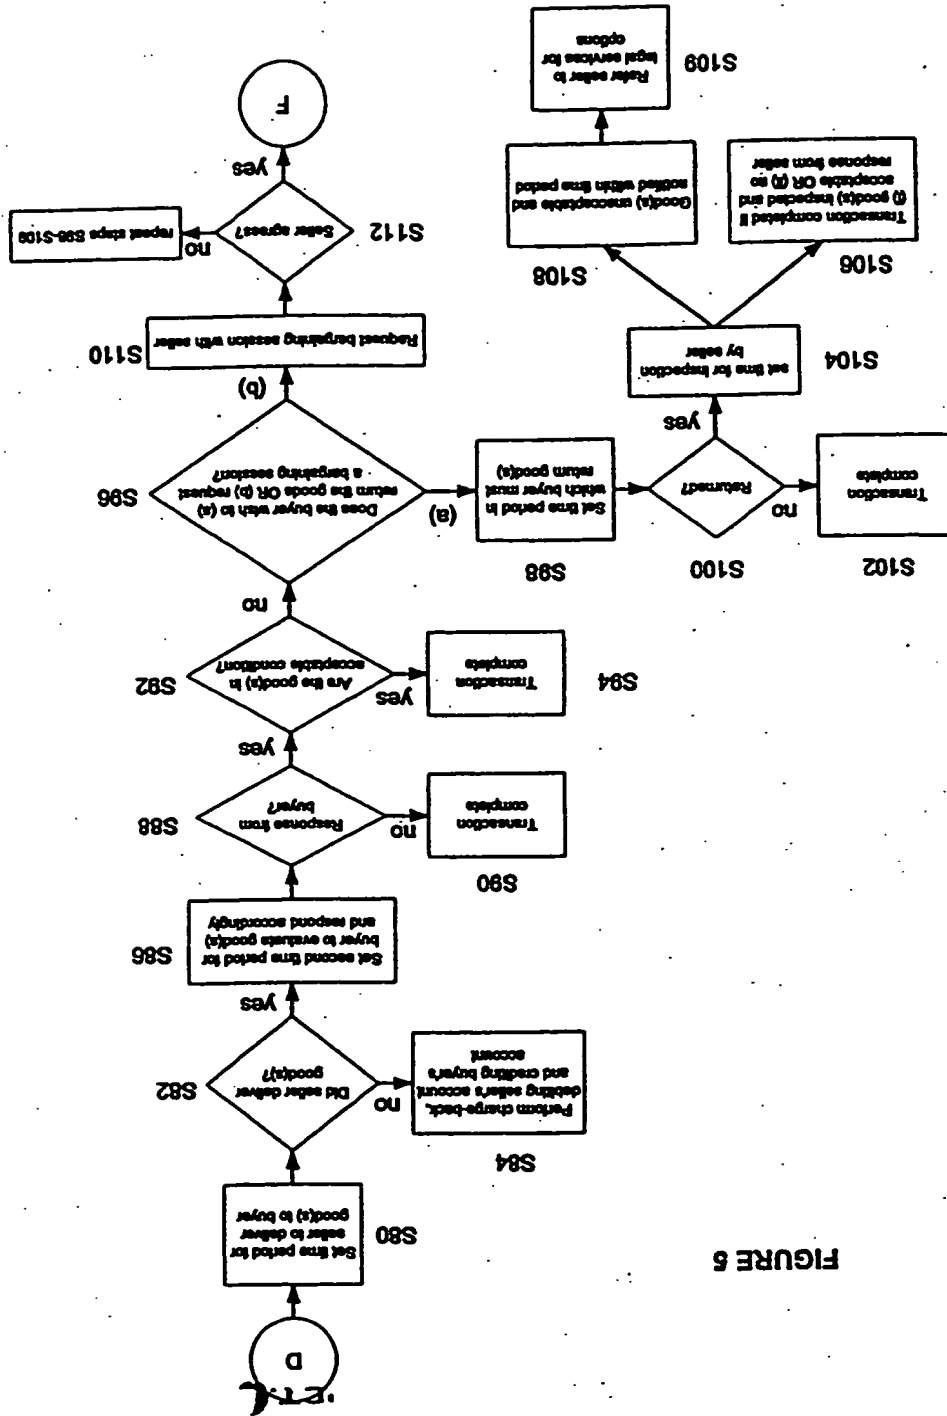 D
Set time period for
seller to deliver
good(s) to buyer
S80
Did seller deliver
good(s)?
S82
no
Perform charge-back,
debiting seller's account
and crediting buyer's
account
S84
yes
Set second time period for
buyer to evaluate good(s)
and respond accordingly
S86
Response from
buyer?
S88
no
Transaction
complete
S90
yes
Are the good(s) in
acceptable condition?
S92
yes
Transaction
complete
S94
no
Does the buyer wish to (a)
return the goods OR (b) request
a bargaining session?
S96
(a)
Set time period in
which buyer must
return good(s)
S98
Returned?
S100
no
Transaction
complete
S102
yes
set time for inspection
by seller
S104
Transaction completed if
(i) good(s) inspected and
acceptable OR (ii) no
response from seller
S106
Good(s) unacceptable and
notified within time period
S108
Refer seller to
legal services for
options
S109
(b)
Request bargaining session with seller
S110
Seller agrees?
S112
no
repeat steps S98-S109
yes
F
FIGURE 5